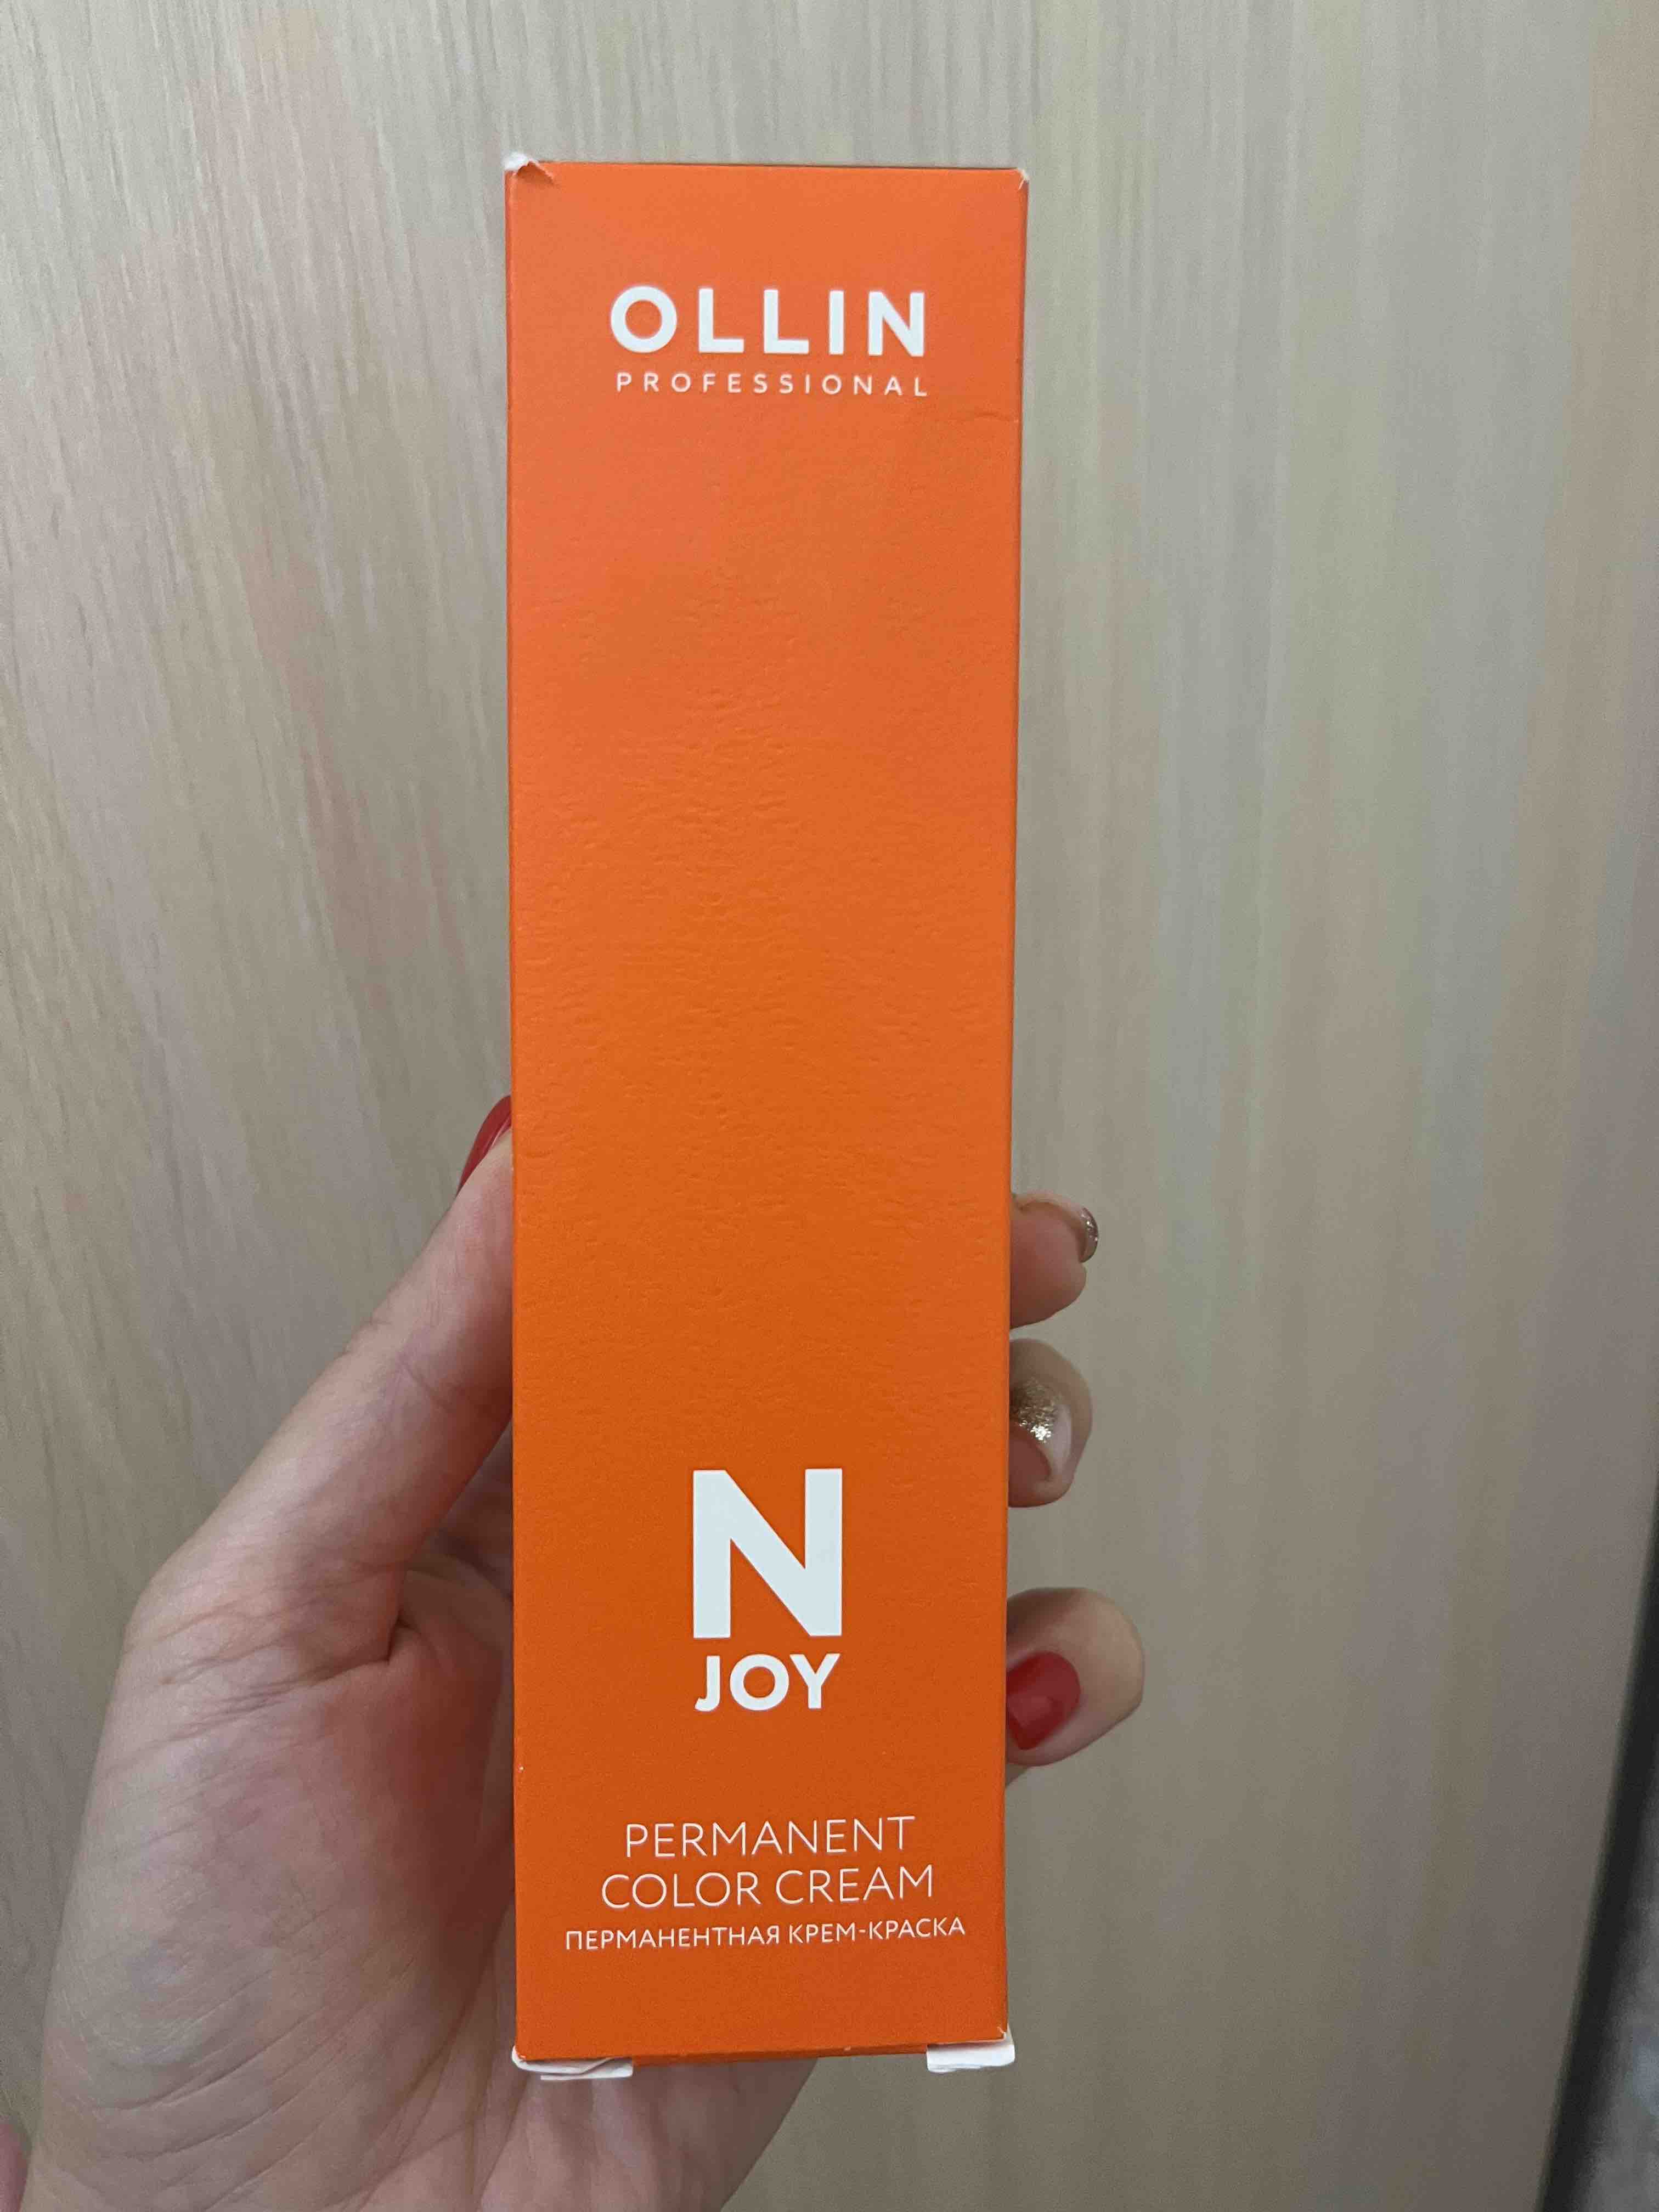 OLLIN
PROFESSIONAL
N
JOY
PERMANENT
COLOR CREAM
ПЕРМАНЕНТНАЯ КРЕМ-КРАСКА